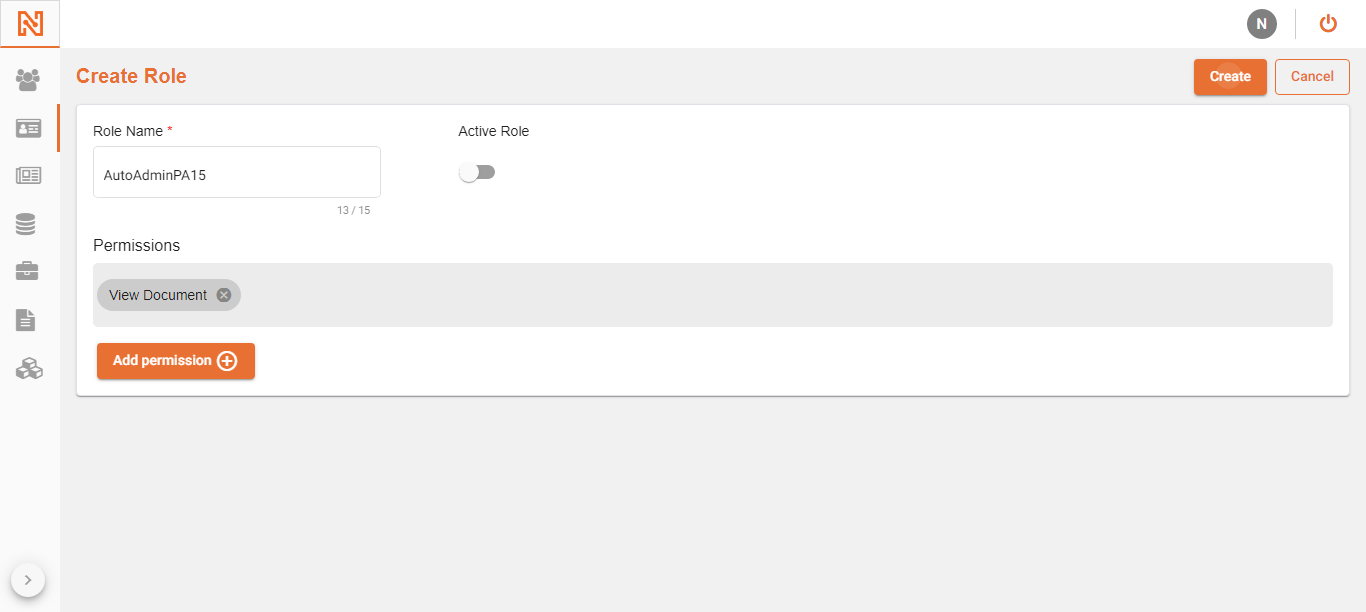 N
Create Role
Create
Cancel
Role Name *
Active Role
AutoAdminPA15
13 / 15
Permissions
View Document
Add permission